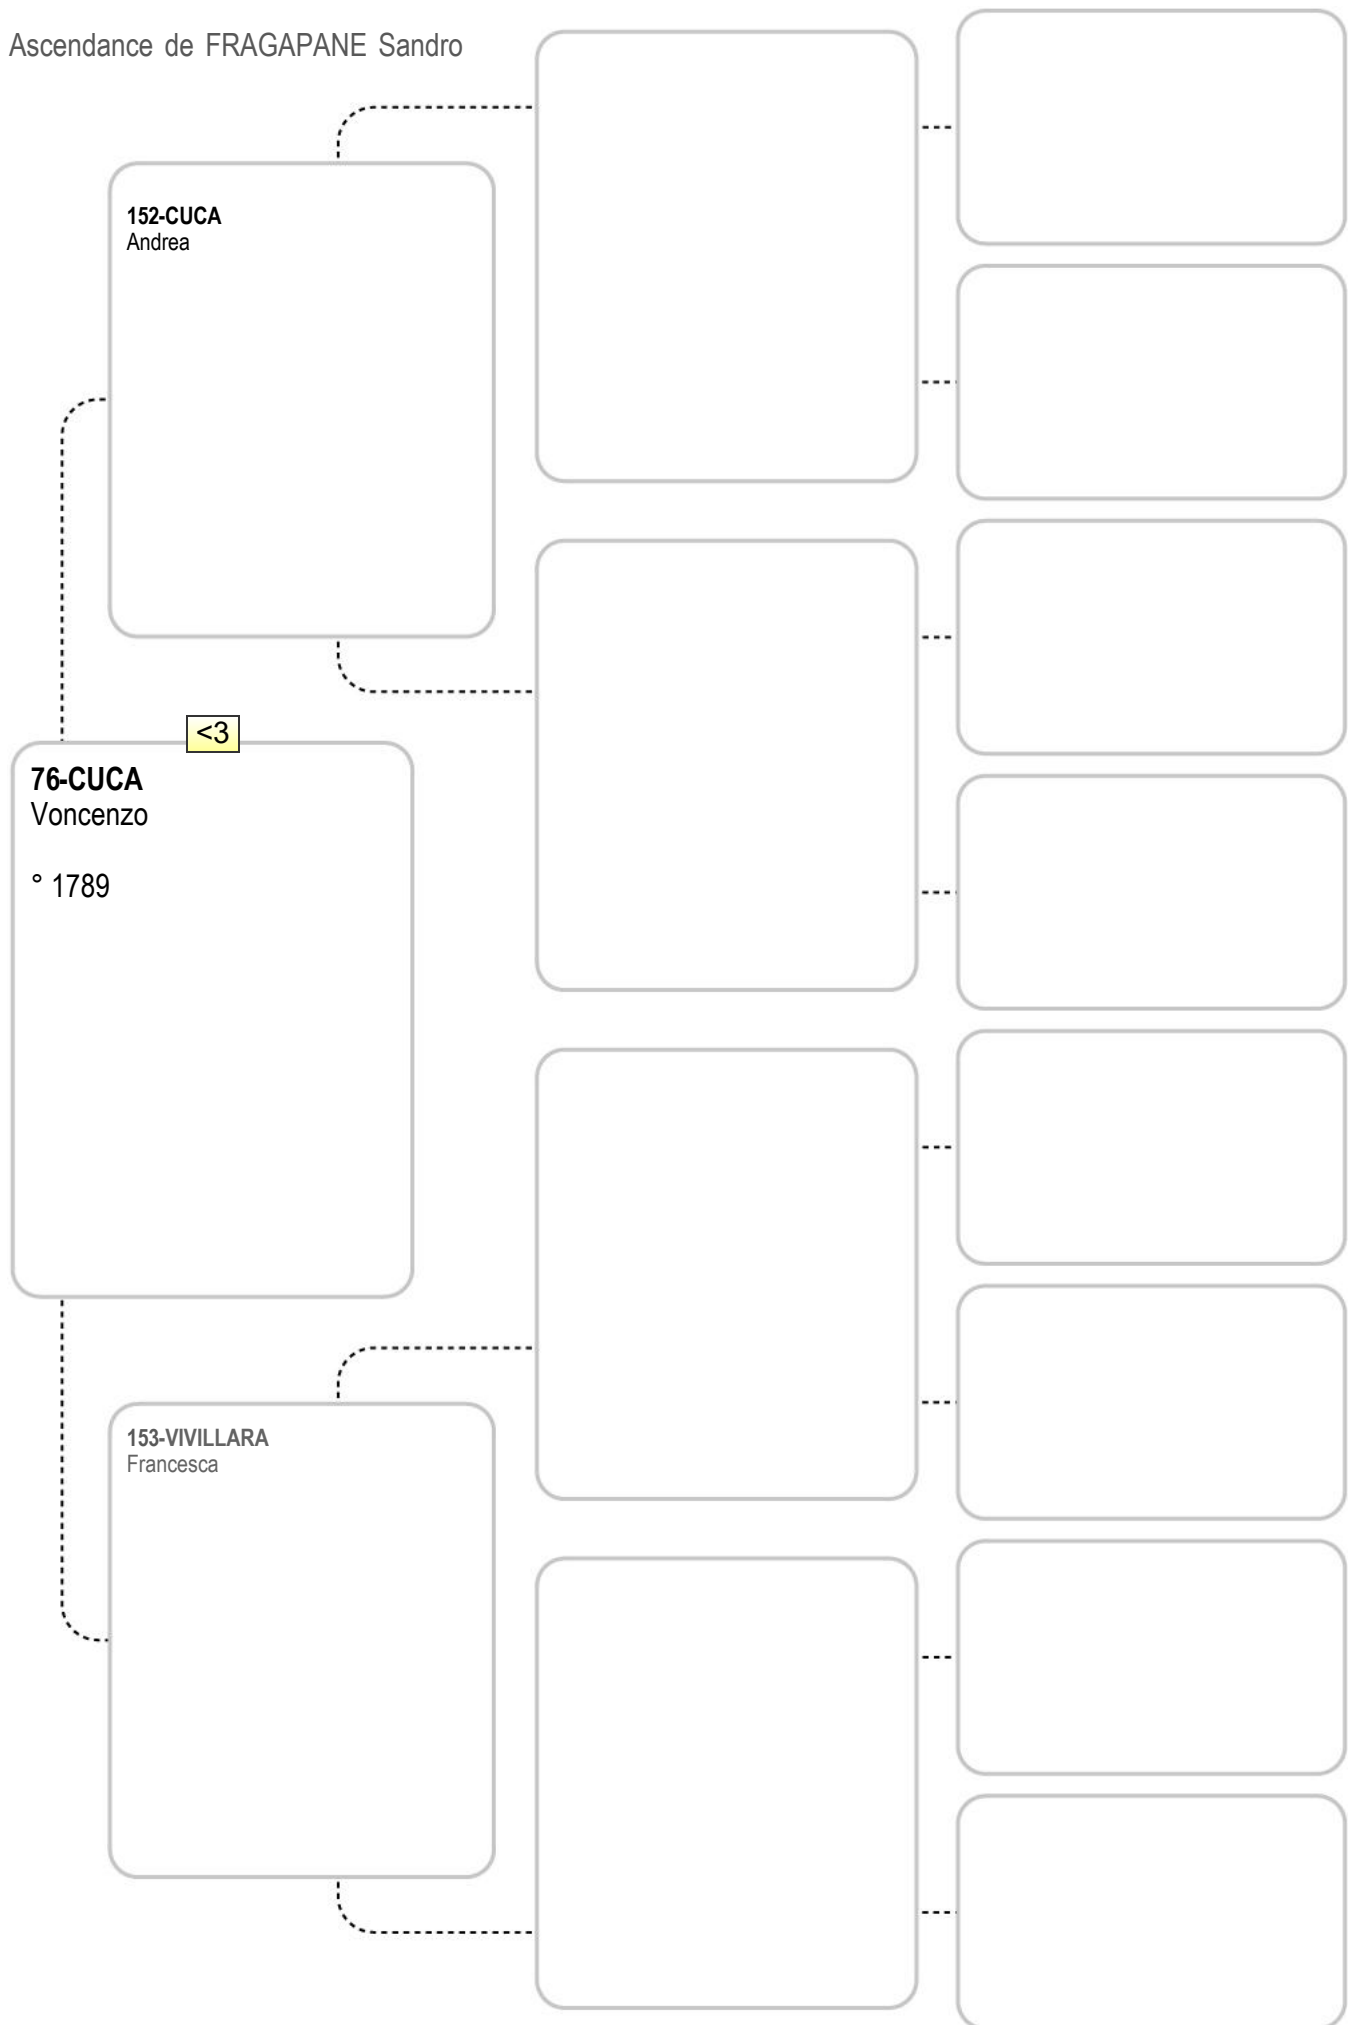 Ascendance de FRAGAPANE Sandro
152-CUCA
Andrea
<3
76-CUCA
Voncenzo
° 1789
153-VIVILLARA
Francesca